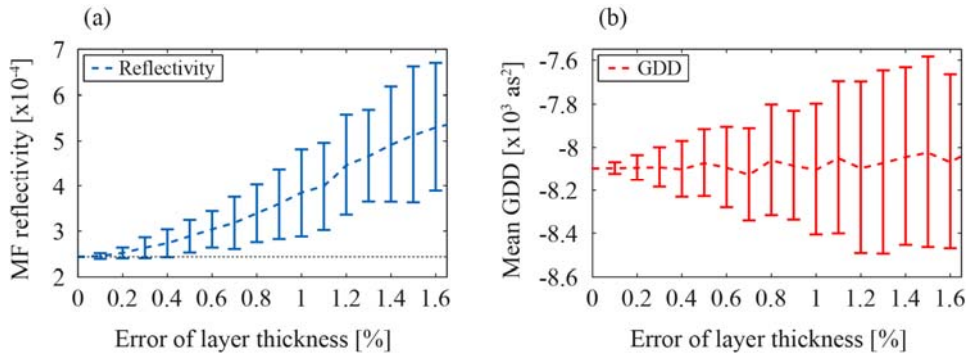 (a)
Reflectivity
7
6
5
4
3
2
MF reflectivity [x10⁻⁴]
0 0.2 0.4 0.6 0.8 1 1.2 1.4 1.6
Error of layer thickness [%]
(b)
GDD
-7.6
-7.8
-8
-8.2
-8.4
-8.6
Mean GDD [x10³ as²]
0 0.2 0.4 0.6 0.8 1 1.2 1.4 1.6
Error of layer thickness [%]